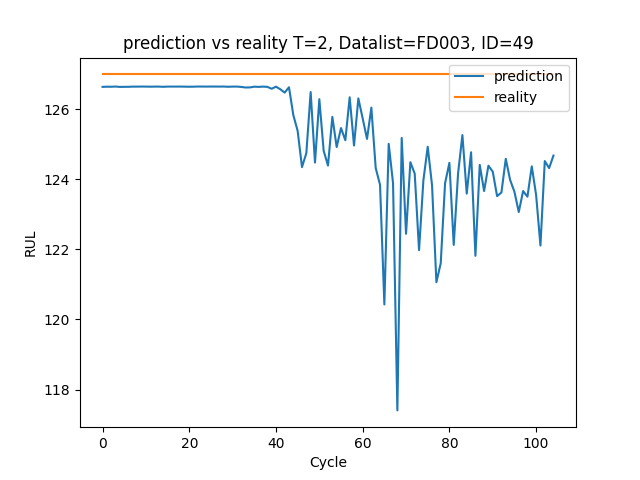 prediction vs reality T=2, Datalist=FD003, ID=49
prediction
reality
RUL
126
124
122
120
118
0 20 40 60 80 100
Cycle